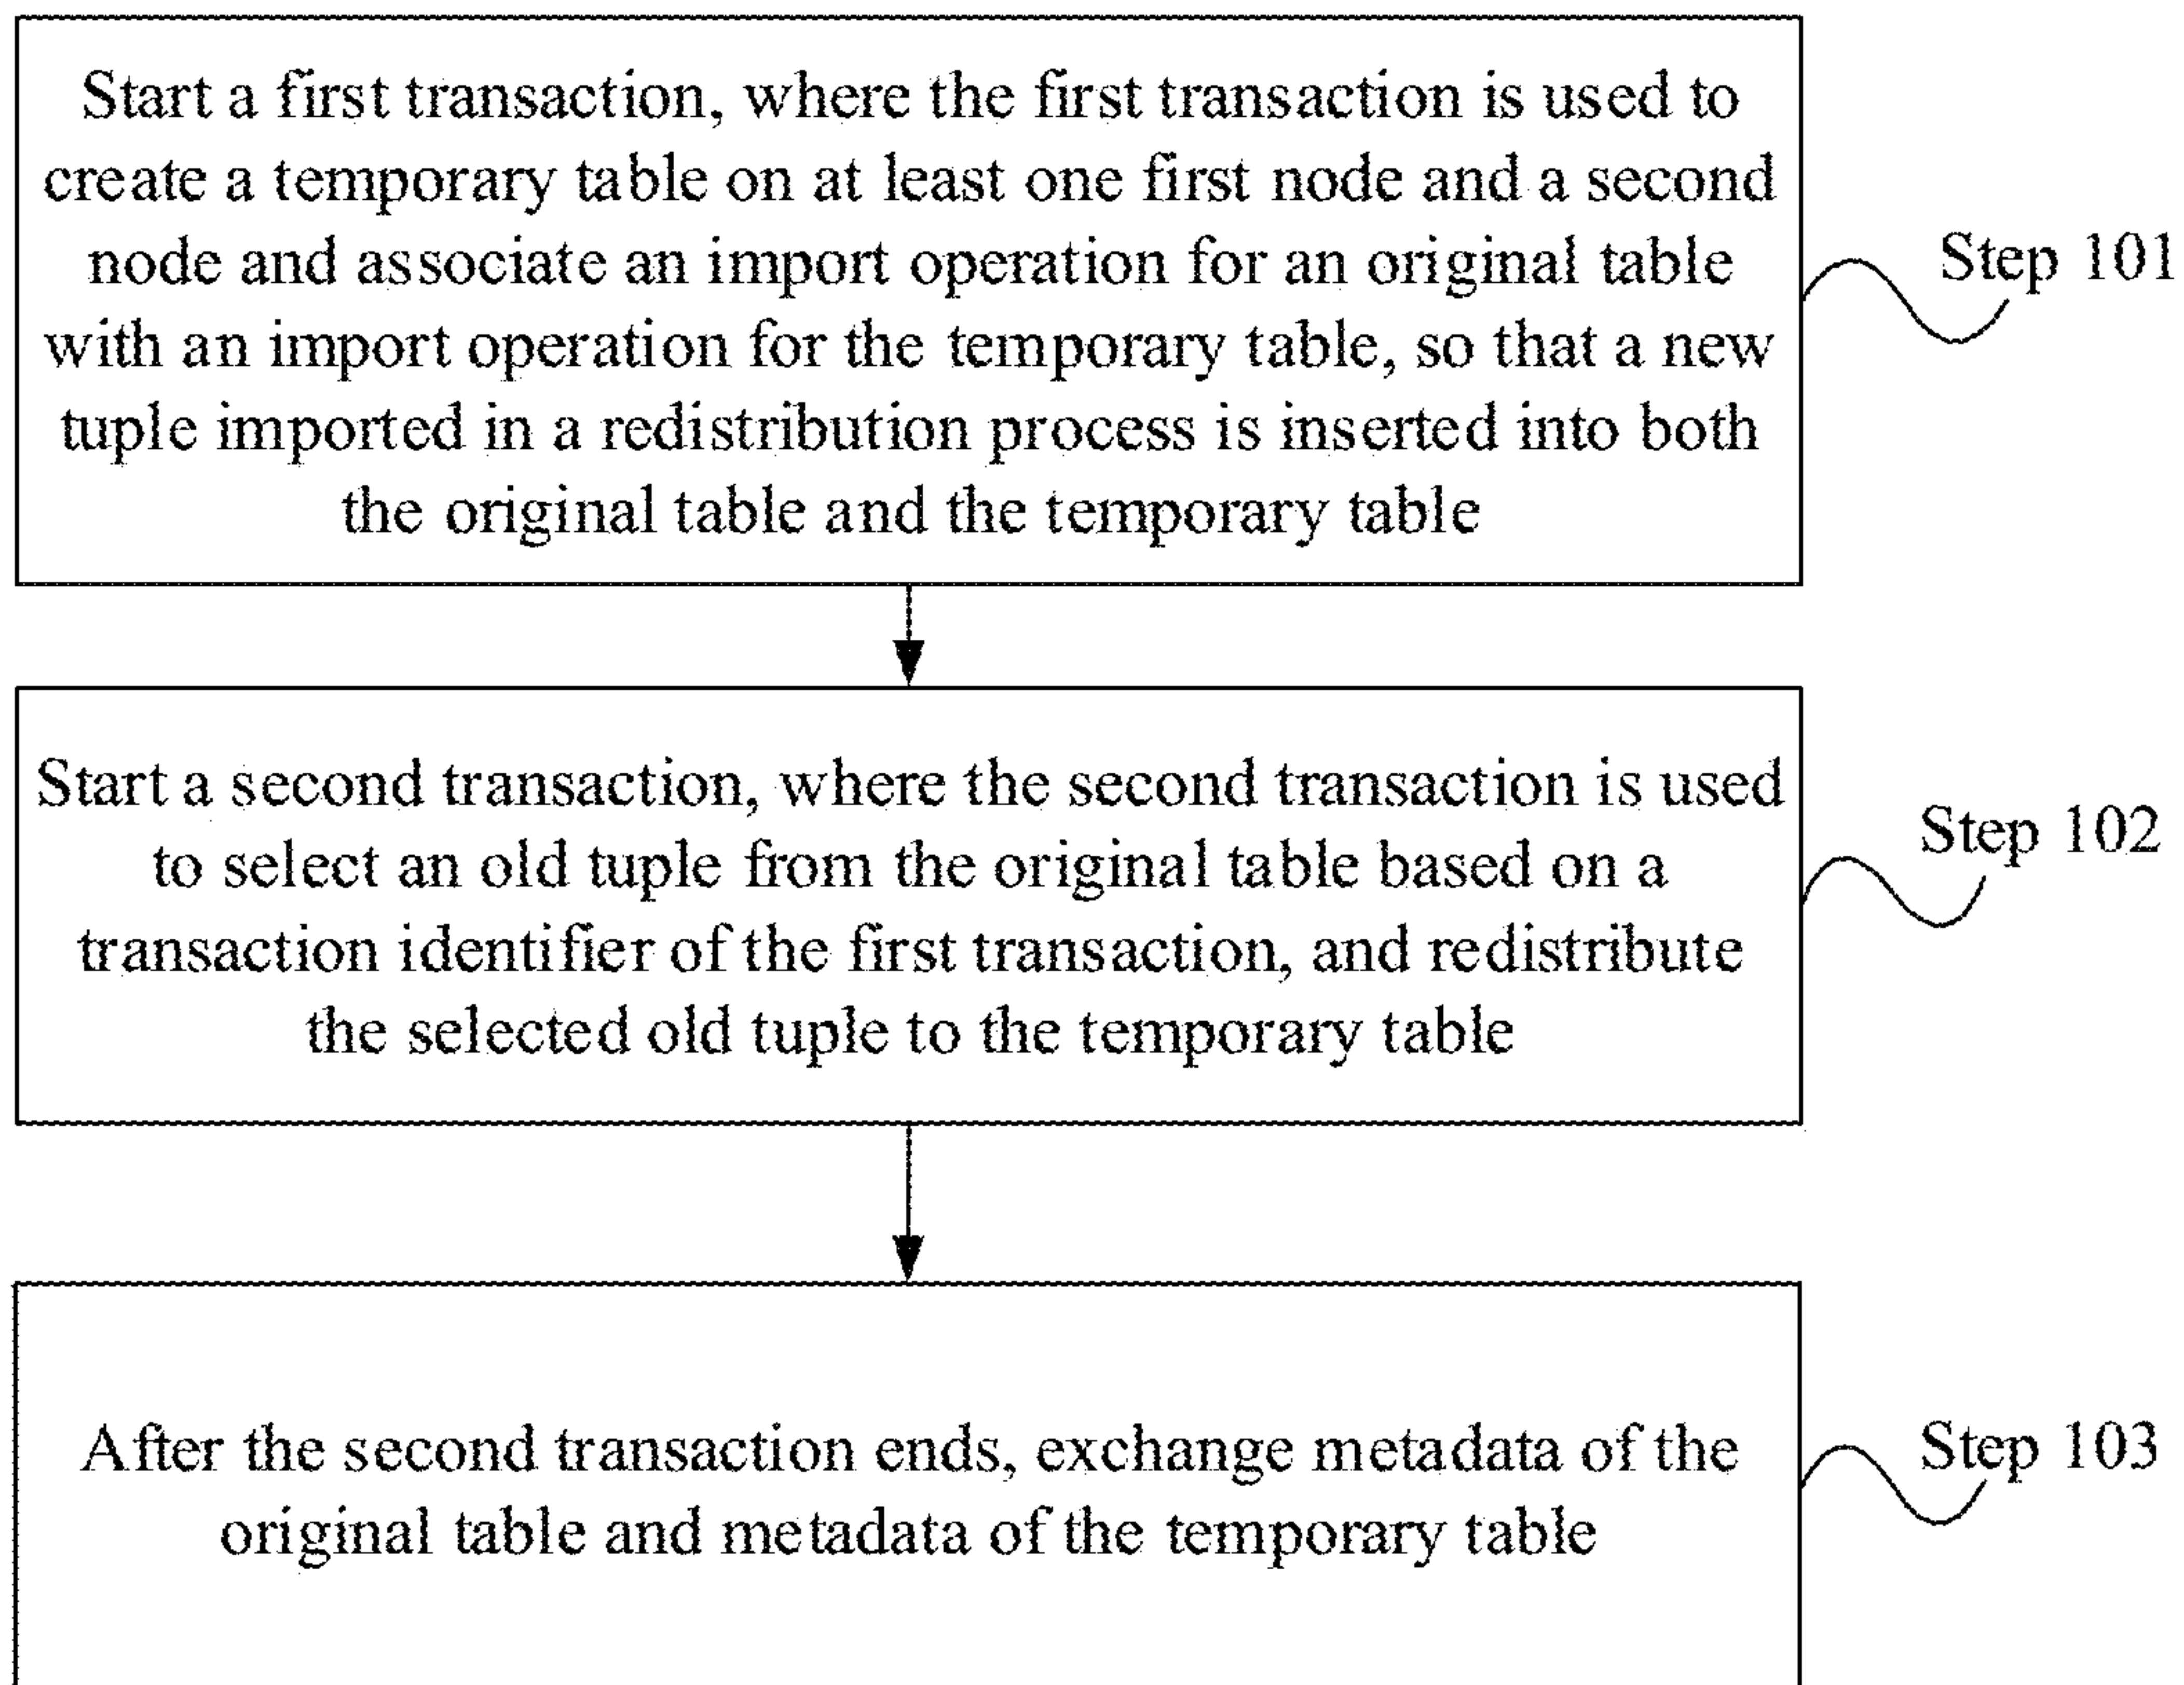 Start a first transaction, where the first transaction is used to
create a temporary table on at least one first node and a second
node and associate an import operation for an original table
with an import operation for the temporary table, so that a new
tuple imported in a redistribution process is inserted into both
the original table and the temporary table
Step 101
Start a second transaction, where the second transaction is used
to select an old tuple from the original table based on a
transaction identifier of the first transaction, and redistribute
the selected old tuple to the temporary table
Step 102
After the second transaction ends, exchange metadata of the
original table and metadata of the temporary table
Step 103